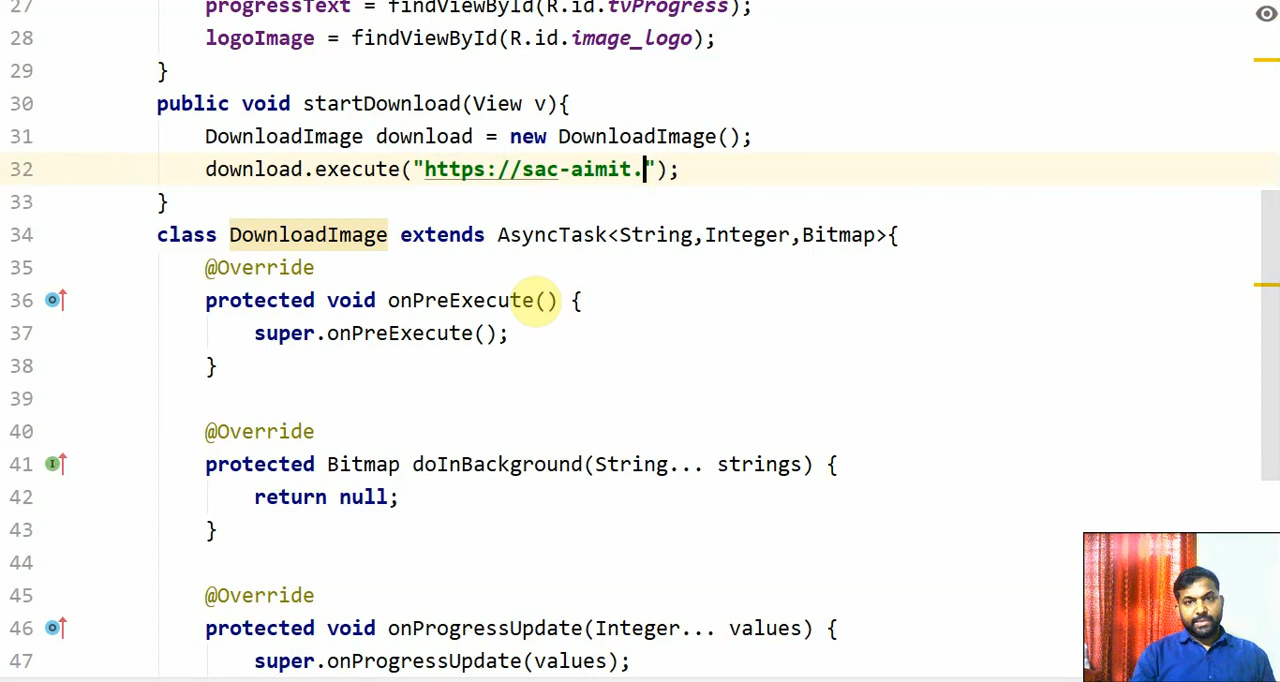 27 progressText = findViewById(R.id.tvProgress);
28 logoImage = findViewById(R.id.image_logo);
29 }
30 public void startDownload(View v){
31 DownloadImage download = new DownloadImage();
32 download.execute("https://sac-aimit.");
33 }
34 class DownloadImage extends AsyncTask<String,Integer,Bitmap>{
35 @Override
36 protected void onPreExecute() {
37 super.onPreExecute();
38 }
39
40 @Override
41 protected Bitmap doInBackground(String... strings) {
42 return null;
43 }
44
45 @Override
46 protected void onProgressUpdate(Integer... values) {
47 super.onProgressUpdate(values);